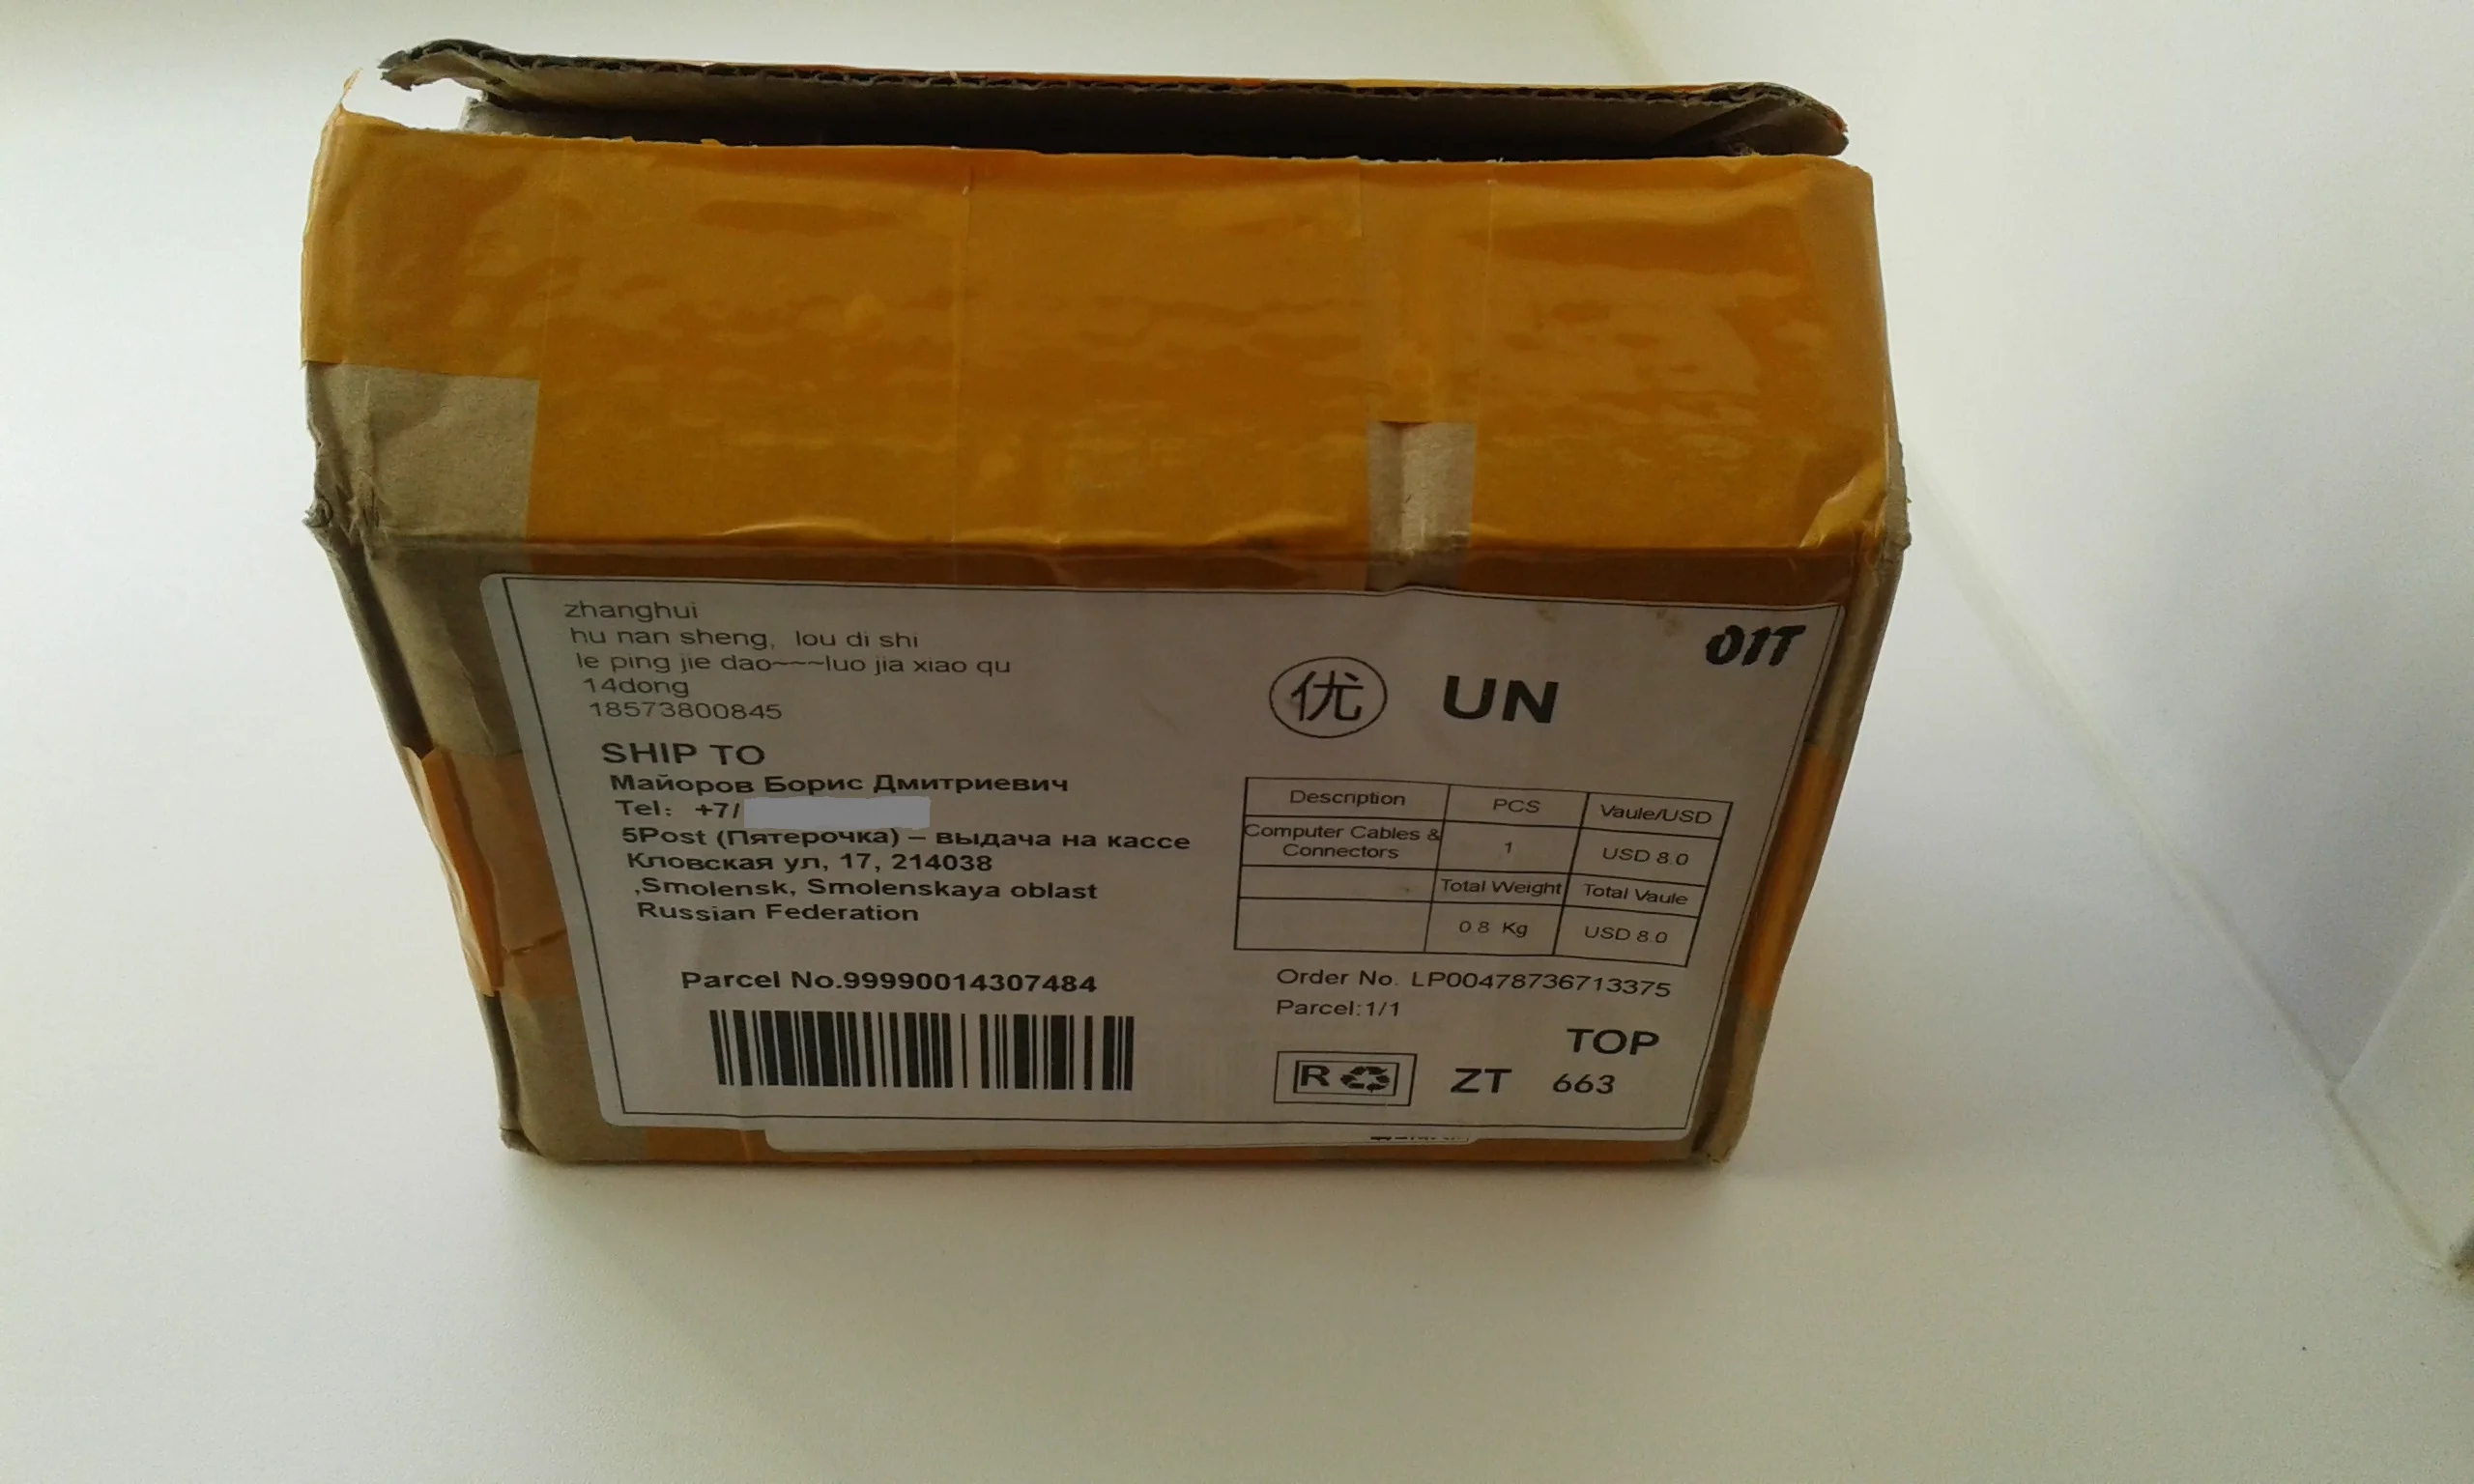 zhanghui
hu nan sheng, lou di shi
le ping jie dao~~~luo jia xiao qu
14dong
18573800845
SHIP TO
Майоров Борис Дмитриевич
Tel: +7/
5Post (Пятерочка) – выдача на кассе
Кловская ул, 17, 214038
,Smolensk, Smolenskaya oblast
Russian Federation
Parcel No.99990014307484
01T
优 UN
Description PCS Vaule/USD
Computer Cables & Connectors 1 USD 8.0
Total Weight Total Vaule
0.8 Kg USD 8.0
Order No. LP00478736713375
Parcel:1/1
TOP
R ZT 663